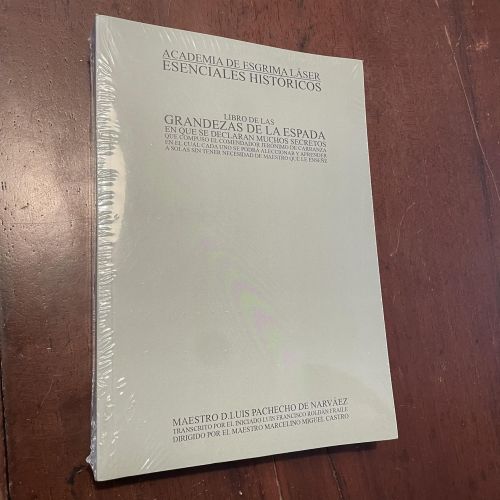 ACADEMIA DE ESGRIMA LÁSER
ESENCIALES HISTÓRICOS
LIBRO DE LAS
GRANDEZAS DE LA ESPADA
EN QUE SE DECLARAN MUCHOS SECRETOS
QUE COMPUSO EL COMENDADOR JERÓNIMO DE CARRANZA
EN EL CUAL CADA UNO SE PODRÁ ALECCIONAR Y APRENDER
A SOLAS SIN TENER NECESIDAD DE MAESTRO QUE LE ENSEÑE
MAESTRO D.LUIS PACHECHO DE NARVÁEZ
TRANSCRITO POR EL INICIADO LUIS FRANCISCO ROLDÁN FRAILE
DIRIGIDO POR EL MAESTRO MARCELINO MIGUEL CASTRO